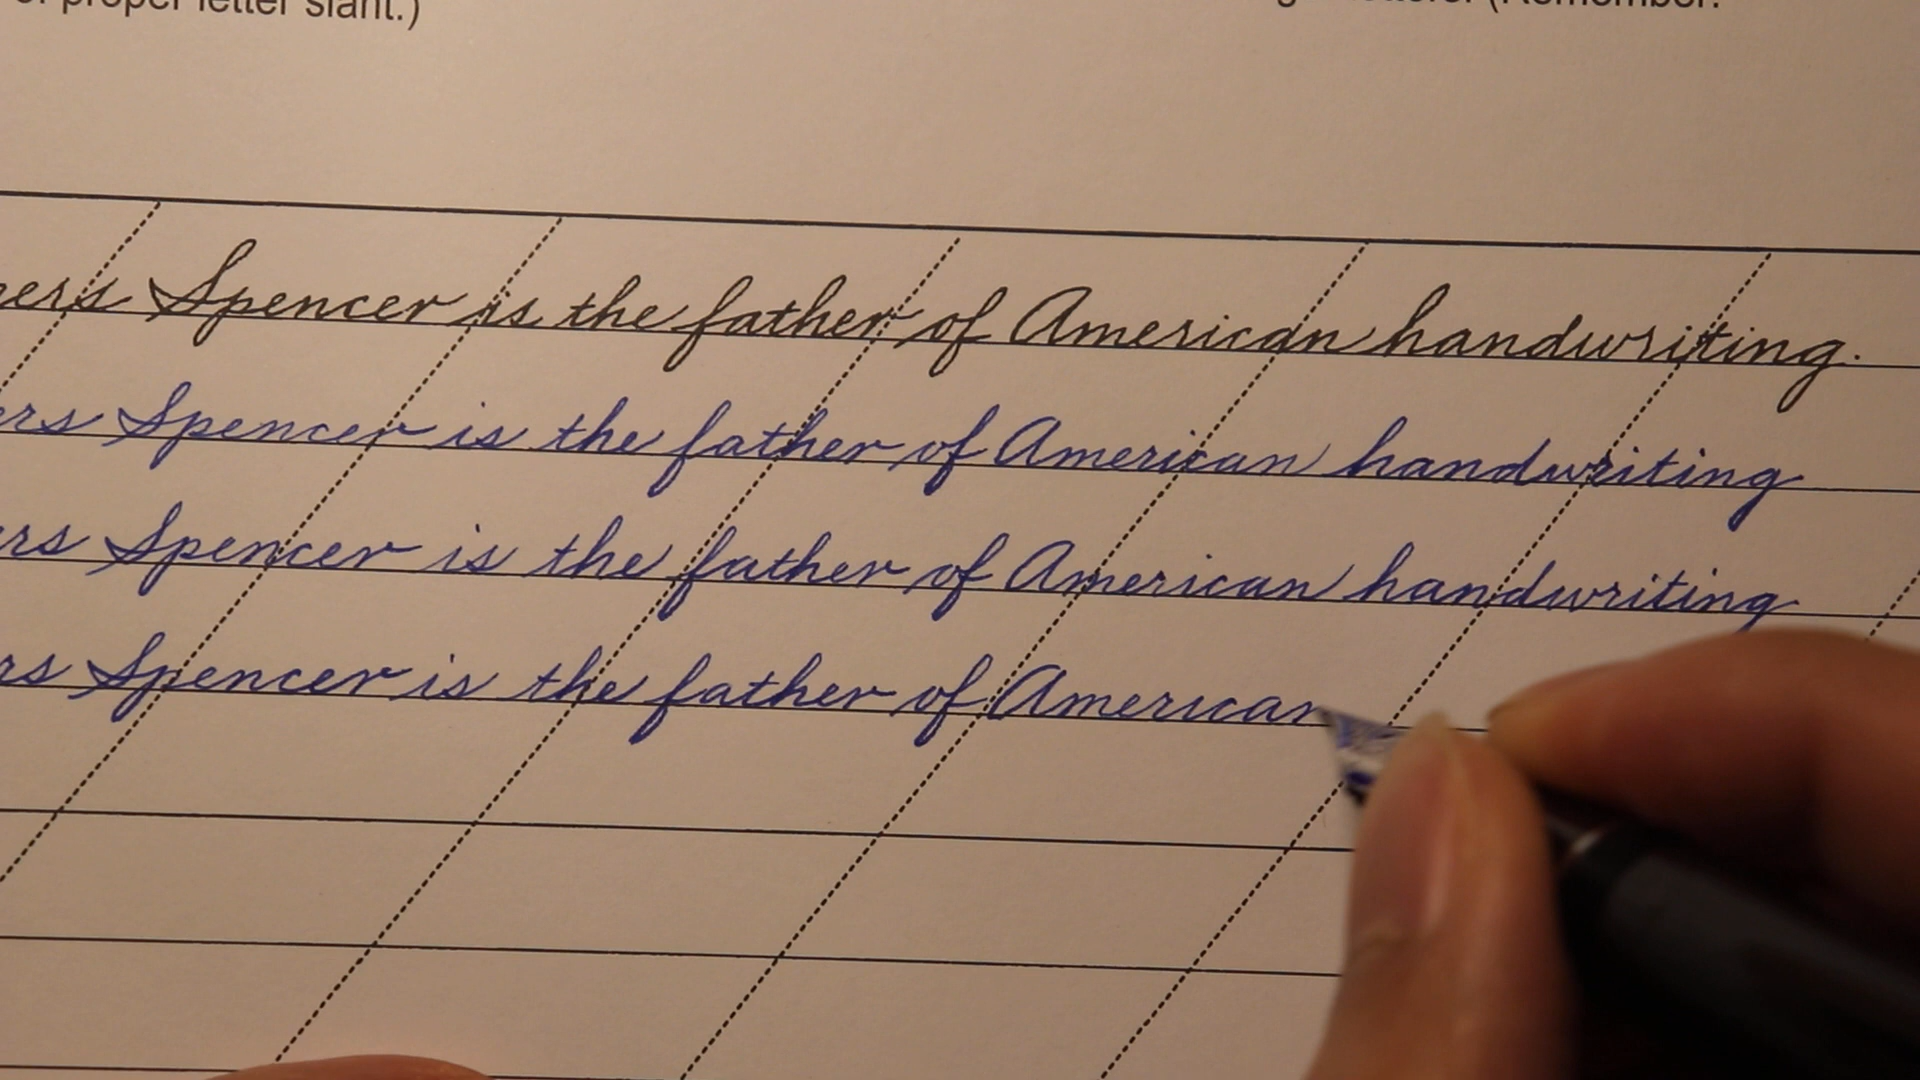 proper letter slant.)
(Remember:
Spencer is the father of American handwriting.
Spencer is the father of American handwriting
Spencer is the father of American handwriting
Spencer is the father of American